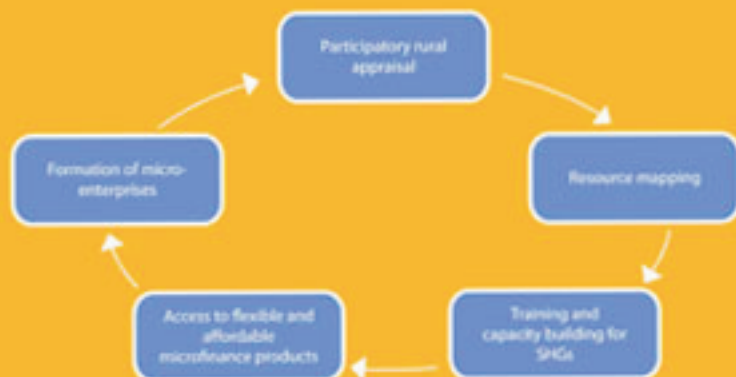 Participatory rural
appraisal
Resource mapping
Training and
capacity building for
SHGs
Access to flexible and
affordable
microfinance products
Formation of micro-
enterprises